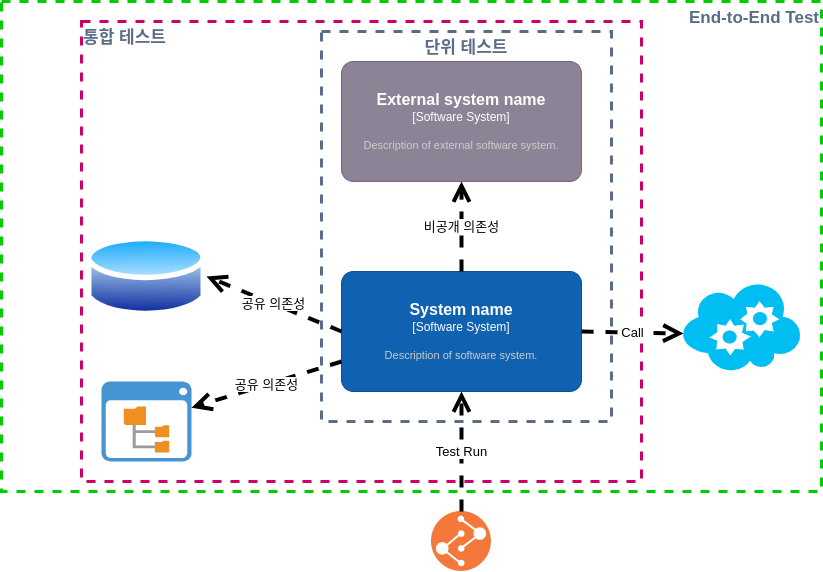 End-to-End Test
통합 테스트
단위 테스트
External system name
[Software System]
Description of external software system.
비공개 의존성
공유 의존성
System name
[Software System]
Description of software system.
Call
공유 의존성
Test Run